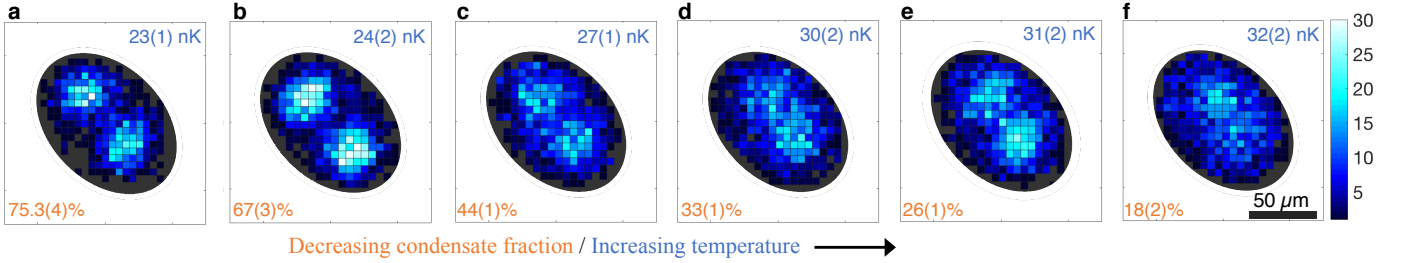 a b c d e f
23(1) nK 24(2) nK 27(1) nK 30(2) nK 31(2) nK 32(2) nK
30
25
20
15
10
5
75.3(4)% 67(3)% 44(1)% 33(1)% 26(1)% 18(2)%
50 μm
Decreasing condensate fraction / Increasing temperature